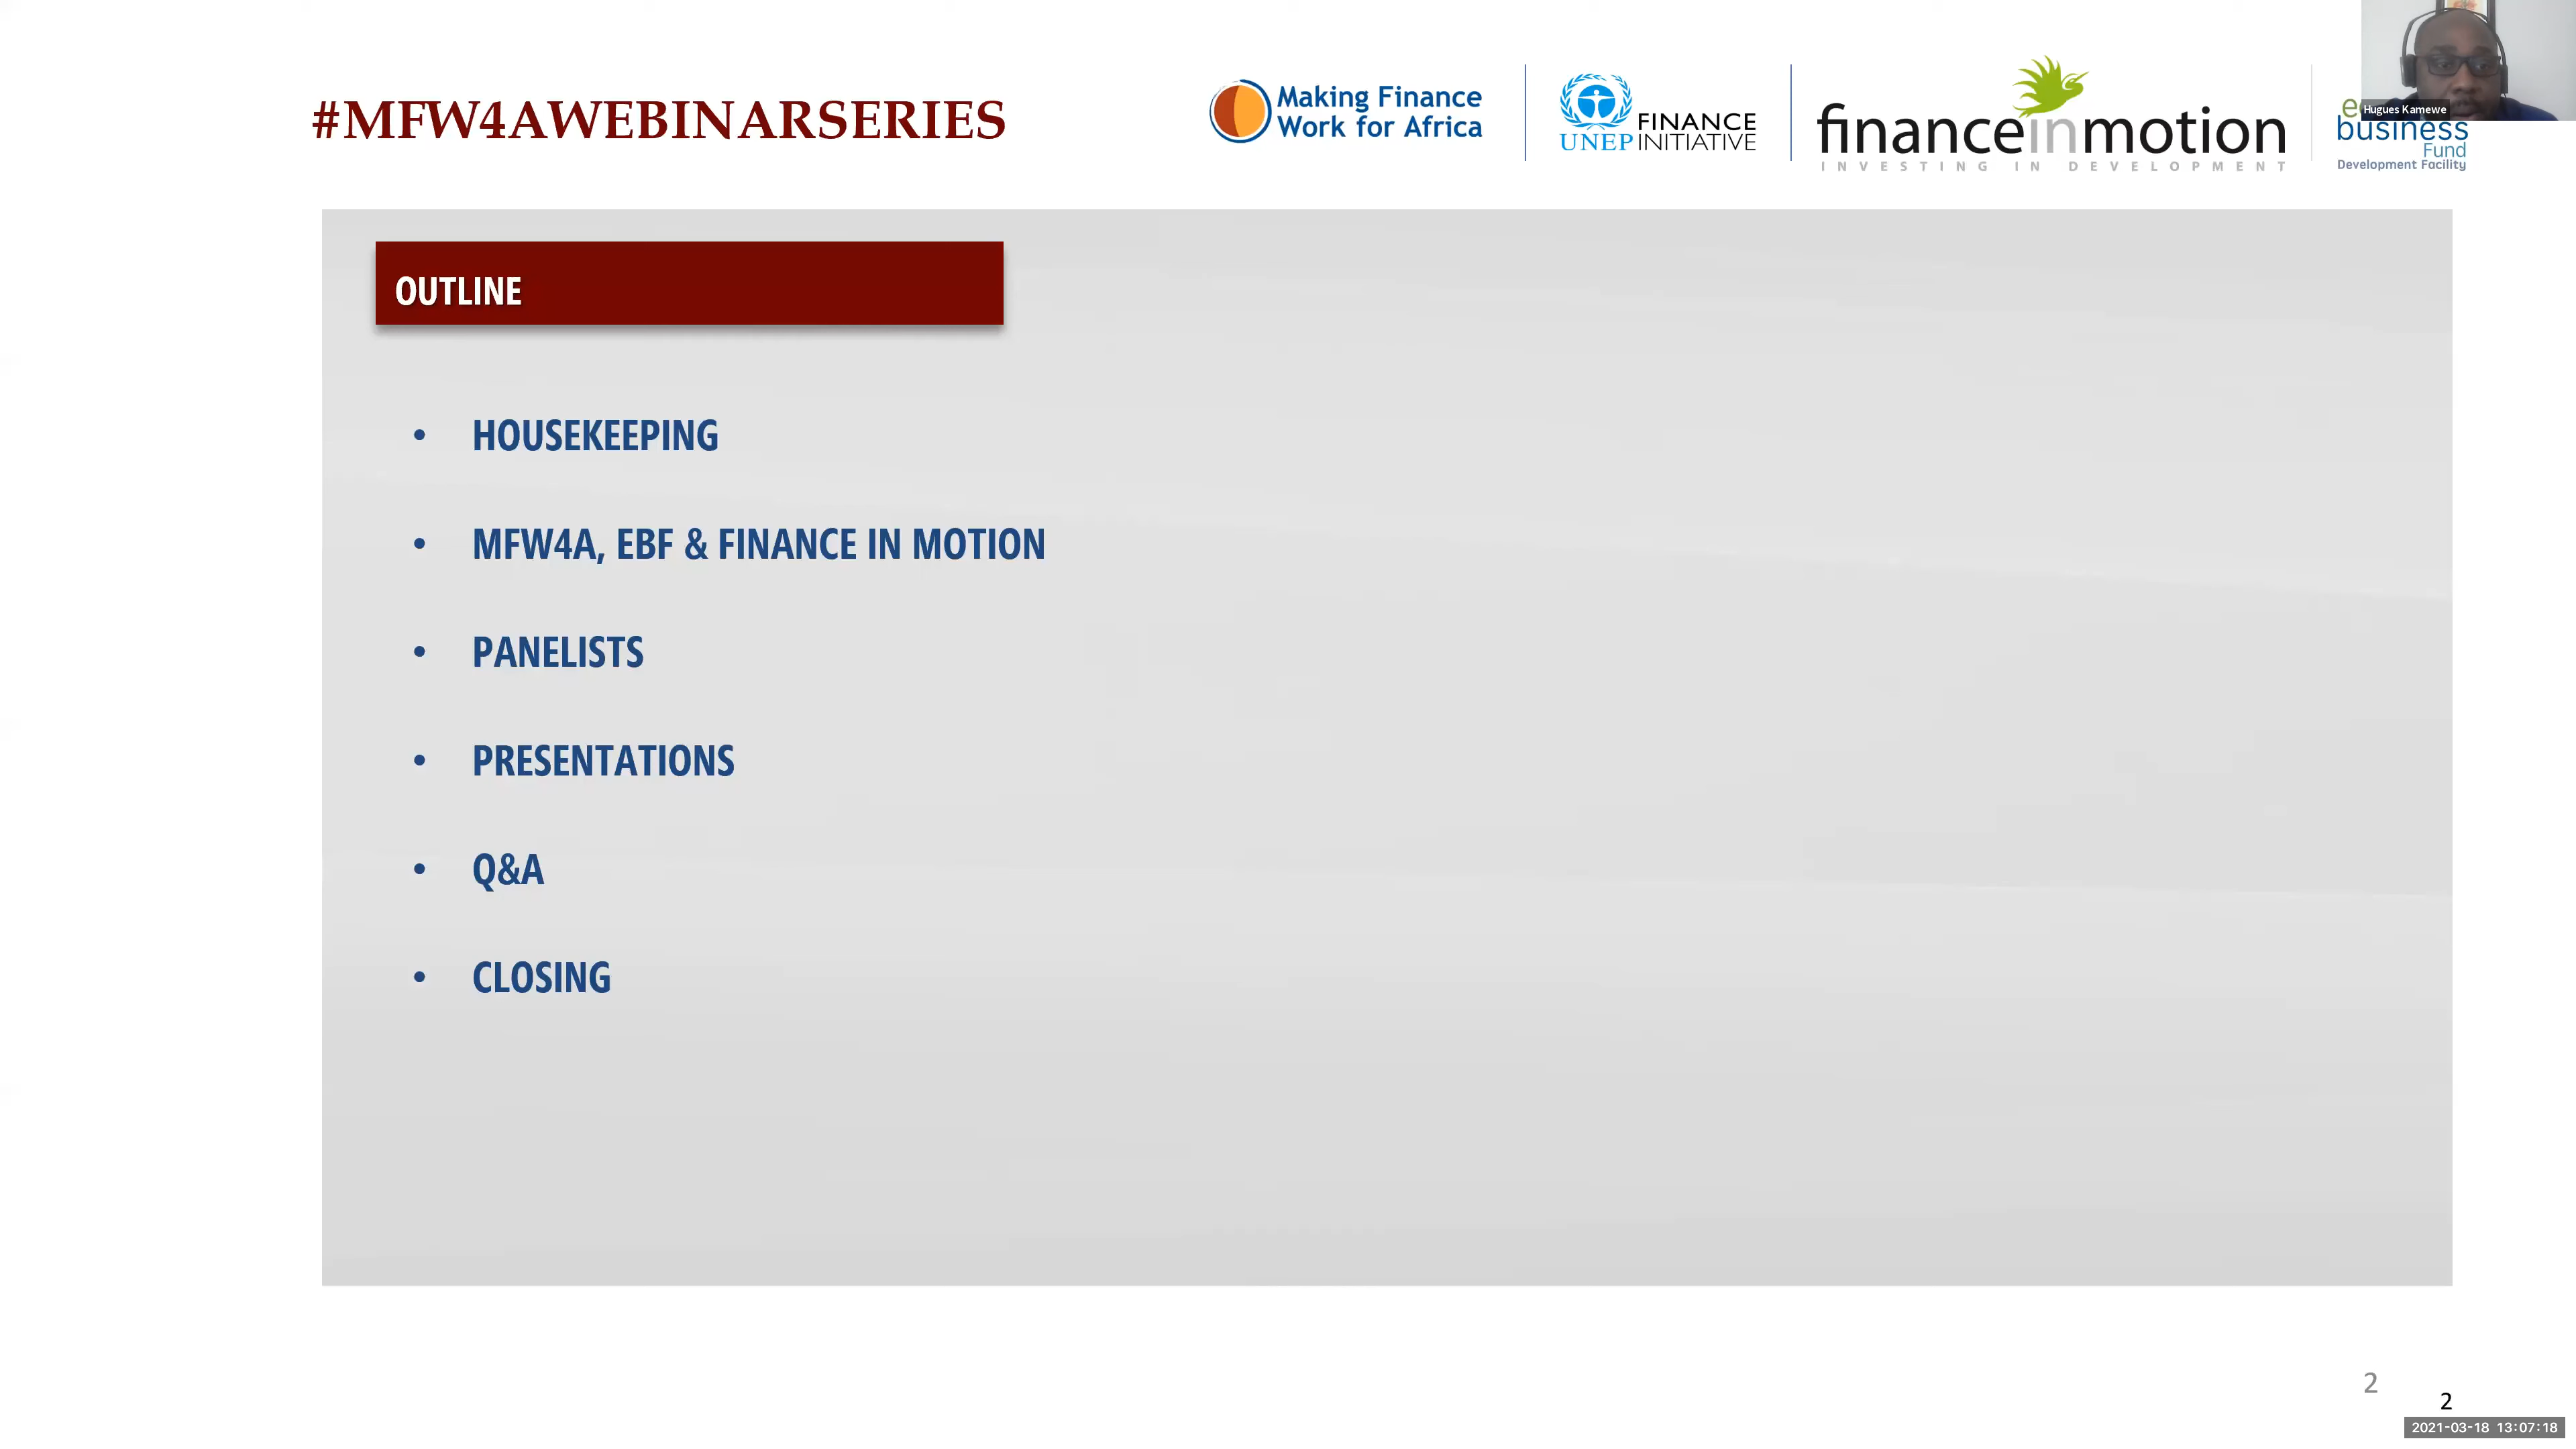 #MFW4AWEBINARSERIES
Making Finance
Work for Africa
UNEP
FINANCE
INITIATIVE
financeinmotion
INVESTING IN DEVELOPMENT
Hugues Kamewe
business
Fund
Development Facility
OUTLINE
• HOUSEKEEPING
• MFW4A, EBF & FINANCE IN MOTION
• PANELISTS
• PRESENTATIONS
• Q&A
• CLOSING
2
2
2021-03-18 13:07:18